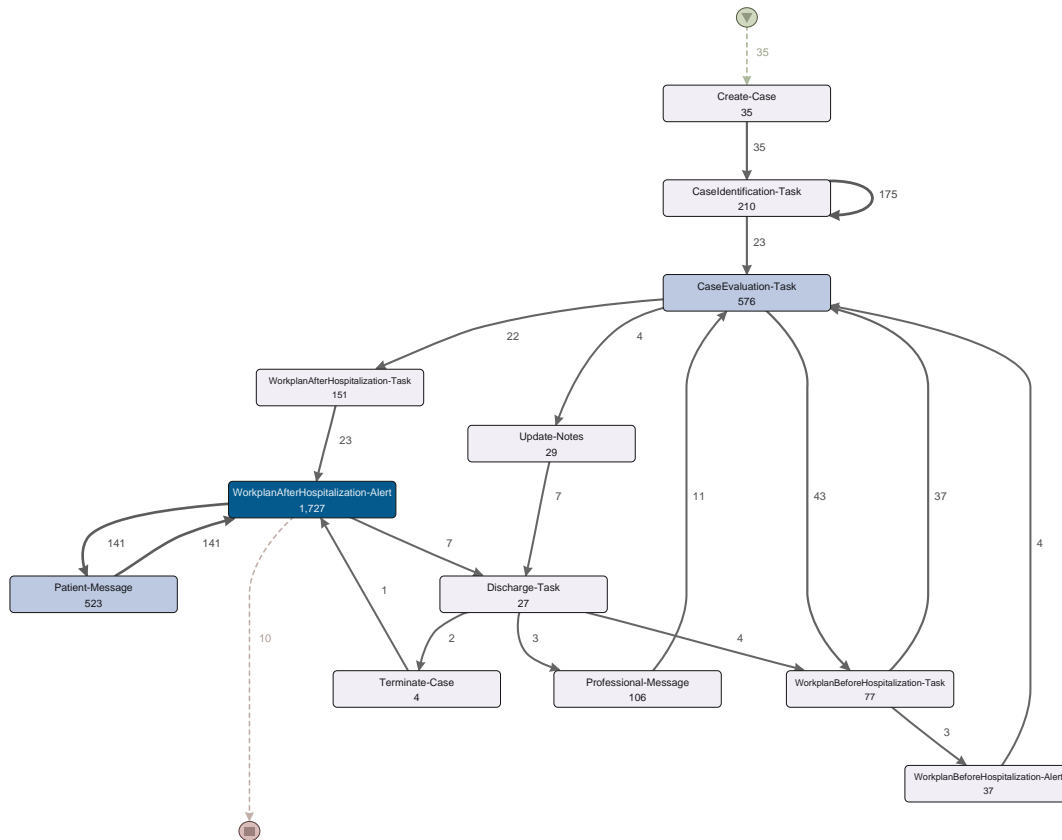 35
Create-Case
35
35
CaseIdentification-Task
210
175
23
CaseEvaluation-Task
576
22
4
WorkplanAfterHospitalization-Task
151
Update-Notes
29
23
7
11
43
37
4
WorkplanAfterHospitalization-Alert
1,727
141
141
7
Patient-Message
523
Discharge-Task
27
1
10
2
3
4
Terminate-Case
4
Professional-Message
106
WorkplanBeforeHospitalization-Task
77
3
WorkplanBeforeHospitalization-Alert
37